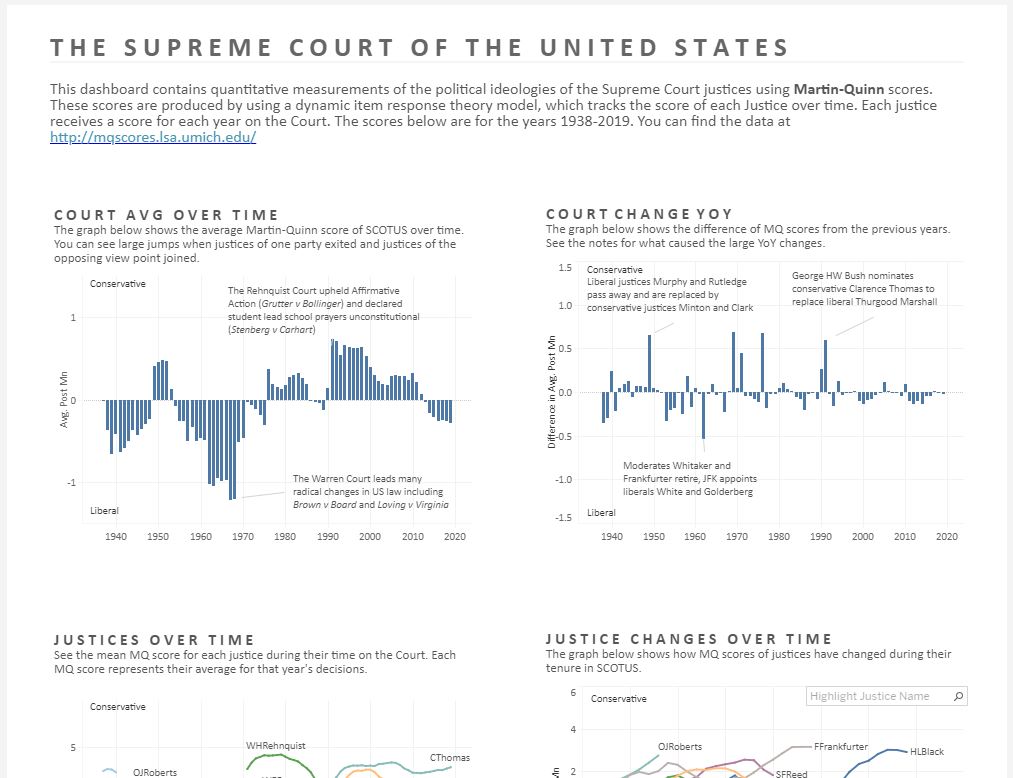 THE SUPREME COURT OF THE UNITED STATES
This dashboard contains quantitative measurements of the political ideologies of the Supreme Court justices using Martin-Quinn scores.
These scores are produced by using a dynamic item response theory model, which tracks the score of each Justice over time. Each justice
receives a score for each year on the Court. The scores below are for the years 1938-2019. You can find the data at
http://mqscores.lsa.umich.edu/
COURT AVG OVER TIME
The graph below shows the average Martin-Quinn score of SCOTUS over time.
You can see large jumps when justices of one party exited and justices of the
opposing view point joined.
Conservative
The Rehnquist Court upheld Affirmative
Action (Grutter v Bollinger) and declared
student lead school prayers unconstitutional
(Stenberg v Carhart)
1
0
-1
Avg. Post Mn
The Warren Court leads many
radical changes in US law including
Brown v Board and Loving v Virginia
Liberal
1940 1950 1960 1970 1980 1990 2000 2010 2020
COURT CHANGE YOY
The graph below shows the difference of MQ scores from the previous years.
See the notes for what caused the large YoY changes.
1.5
1.0
0.5
0.0
-0.5
-1.0
-1.5
Difference in Avg. Post Mn
Conservative
Liberal justices Murphy and Rutledge
pass away and are replaced by
conservative justices Minton and Clark
George HW Bush nominates
conservative Clarence Thomas to
replace liberal Thurgood Marshall
Moderates Whitaker and
Frankfurter retire, JFK appoints
liberals White and Golderberg
Liberal
1940 1950 1960 1970 1980 1990 2000 2010 2020
JUSTICES OVER TIME
See the mean MQ score for each justice during their time on the Court. Each
MQ score represents their average for that year's decisions.
Conservative
5
WHRehnquist
CThomas
OJRoberts
JUSTICE CHANGES OVER TIME
The graph below shows how MQ scores of justices have changed during their
tenure in SCOTUS.
6
4
2
Conservative
Highlight Justice Name
OJRoberts
FFrankfurter
HLBlack
SFReed